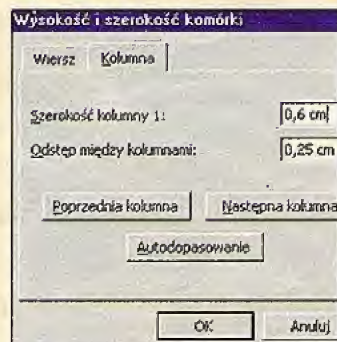 Wysokość i szerokość komórki
Wiersz Kolumna
Szerokość kolumny 1: 0,6 cm
Odstęp między kolumnami: 0,25 cm
Poprzednia kolumna Następna kolumna
Autodopasowanie
OK Anuluj